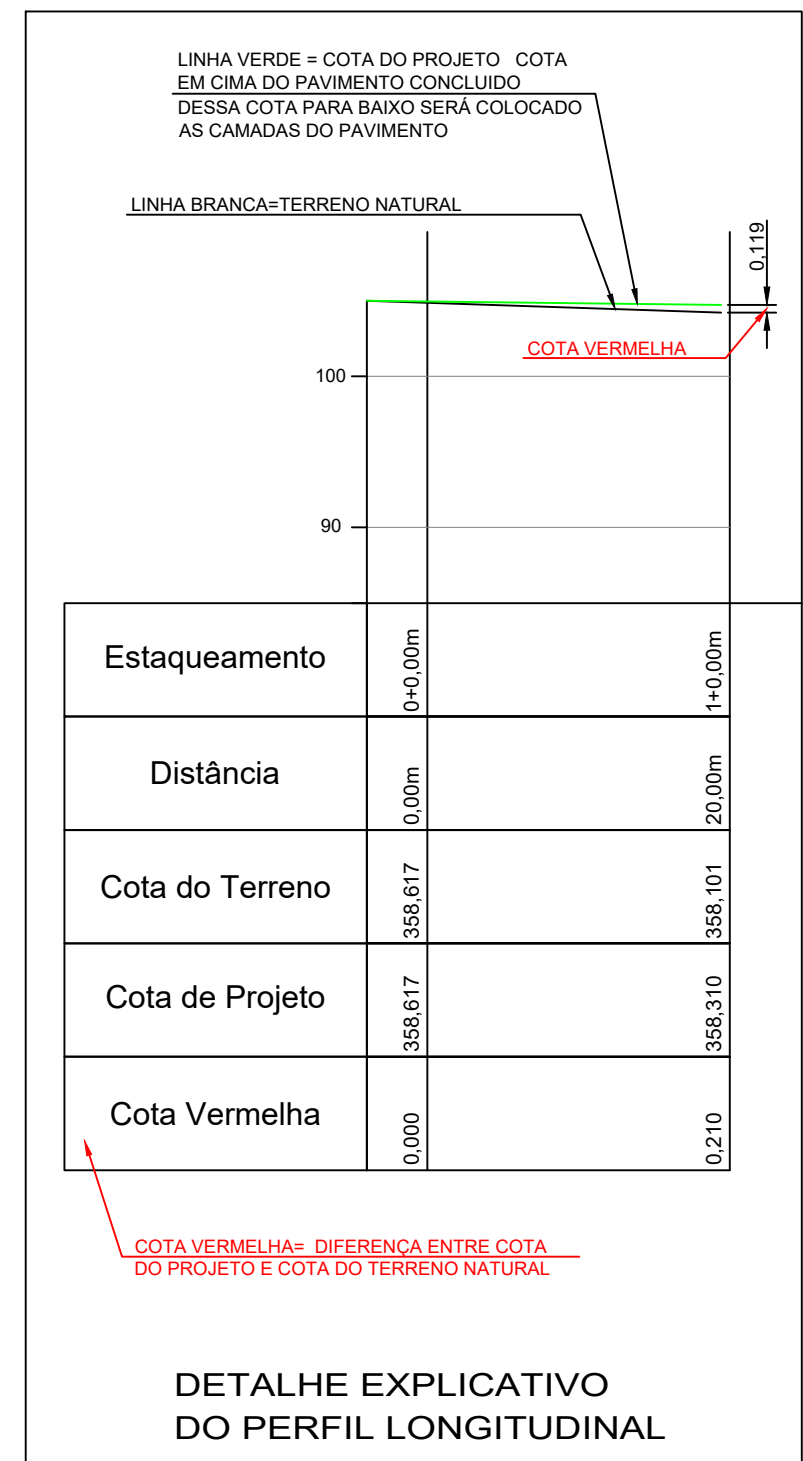 LINHA VERDE = COTA DO PROJETO COTA
EM CIMA DO PAVIMENTO CONCLUIDO
DESSA COTA PARA BAIXO SERÁ COLOCADO
AS CAMADAS DO PAVIMENTO
LINHA BRANCA=TERRENO NATURAL
0,119
COTA VERMELHA
100
90
Estaqueamento
0+0,00m
1+0,00m
Distância
0,00m
20,00m
Cota do Terreno
358,617
358,101
Cota de Projeto
358,617
358,310
Cota Vermelha
0,000
0,210
COTA VERMELHA= DIFERENÇA ENTRE COTA
DO PROJETO E COTA DO TERRENO NATURAL
DETALHE EXPLICATIVO
DO PERFIL LONGITUDINAL